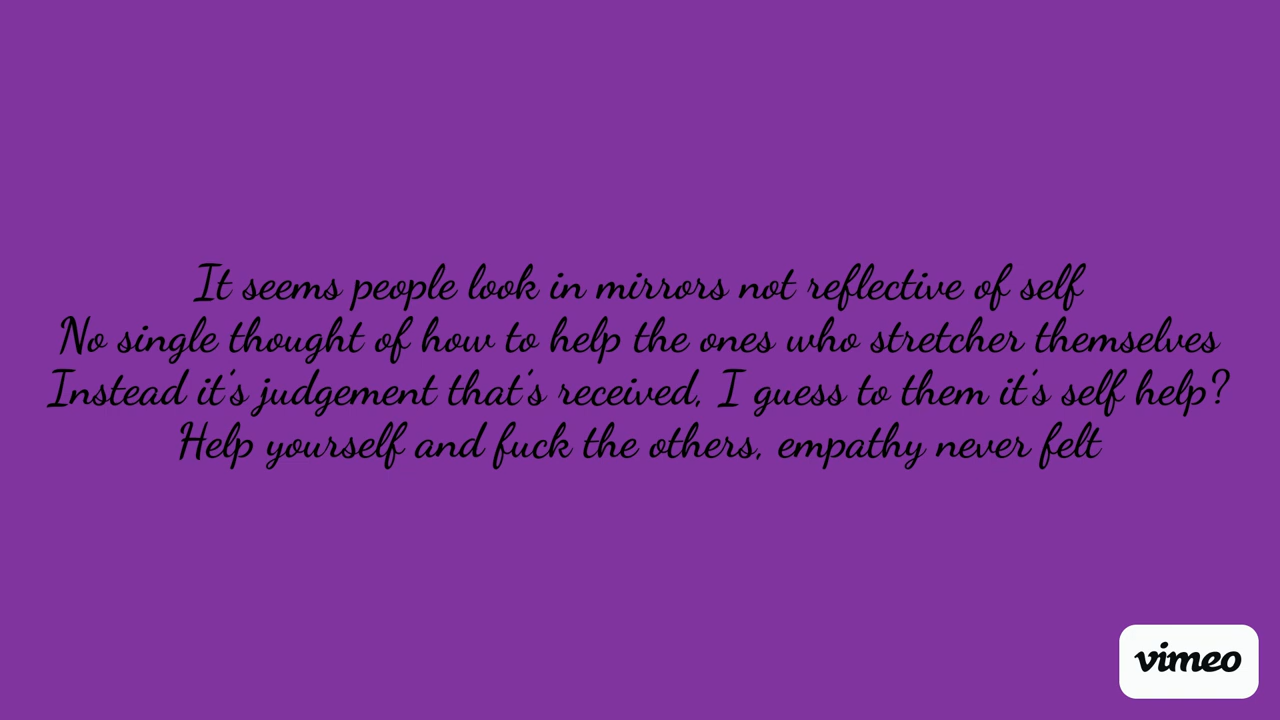 It seems people look in mirrors not reflective of self
No single thought of how to help the ones who stretcher themselves
Instead it's judgement that's received, I guess to them it's self help?
Help yourself and fuck the others, empathy never felt
vimeo